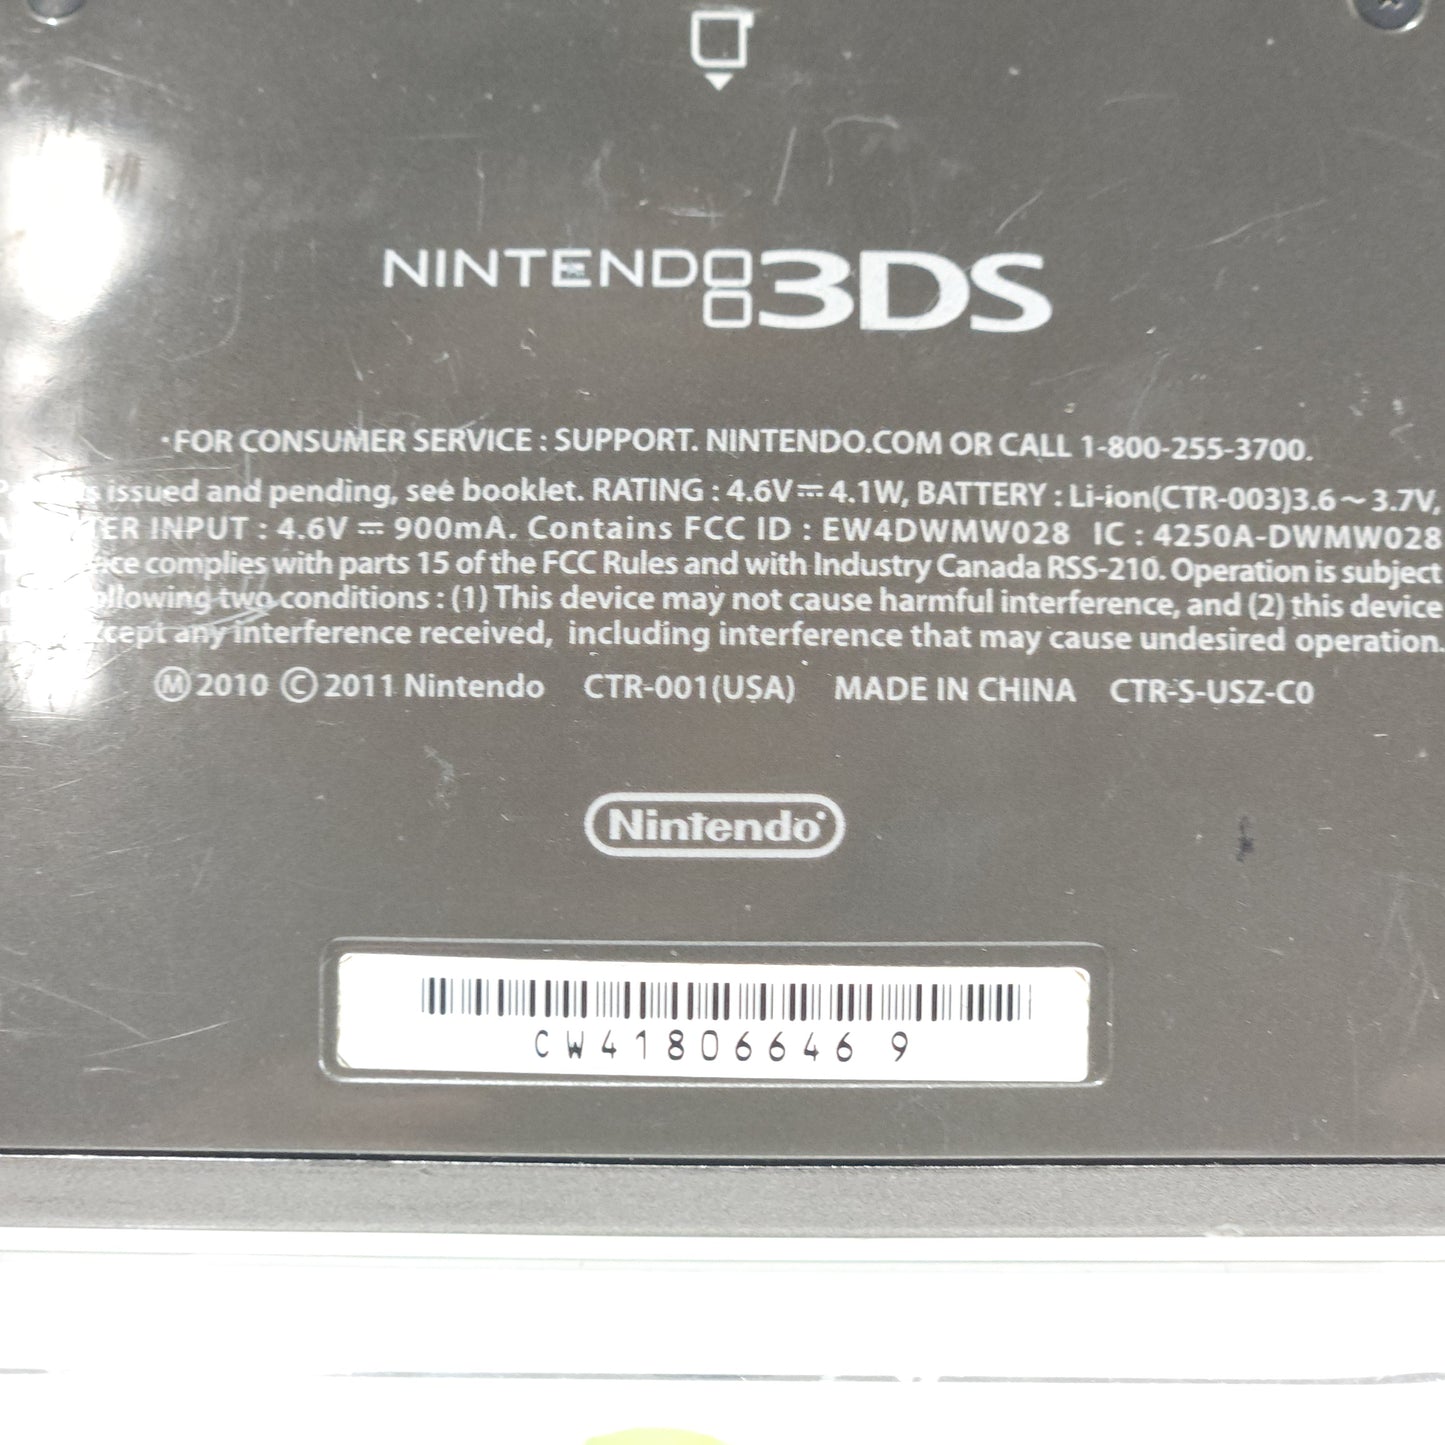 NINTENDO 3DS
·FOR CONSUMER SERVICE : SUPPORT. NINTENDO.COM OR CALL 1-800-255-3700.
issued and pending, see booklet. RATING : 4.6V⎓4.1W, BATTERY : Li-ion(CTR-003)3.6～3.7V,
INPUT : 4.6V ⎓ 900mA. Contains FCC ID : EW4DWMW028 IC : 4250A-DWMW028
complies with parts 15 of the FCC Rules and with Industry Canada RSS-210. Operation is subject
following two conditions : (1) This device may not cause harmful interference, and (2) this device
accept any interference received, including interference that may cause undesired operation.
Ⓜ 2010 © 2011 Nintendo CTR-001(USA) MADE IN CHINA CTR-S-USZ-C0
Nintendo
CW41806646 9